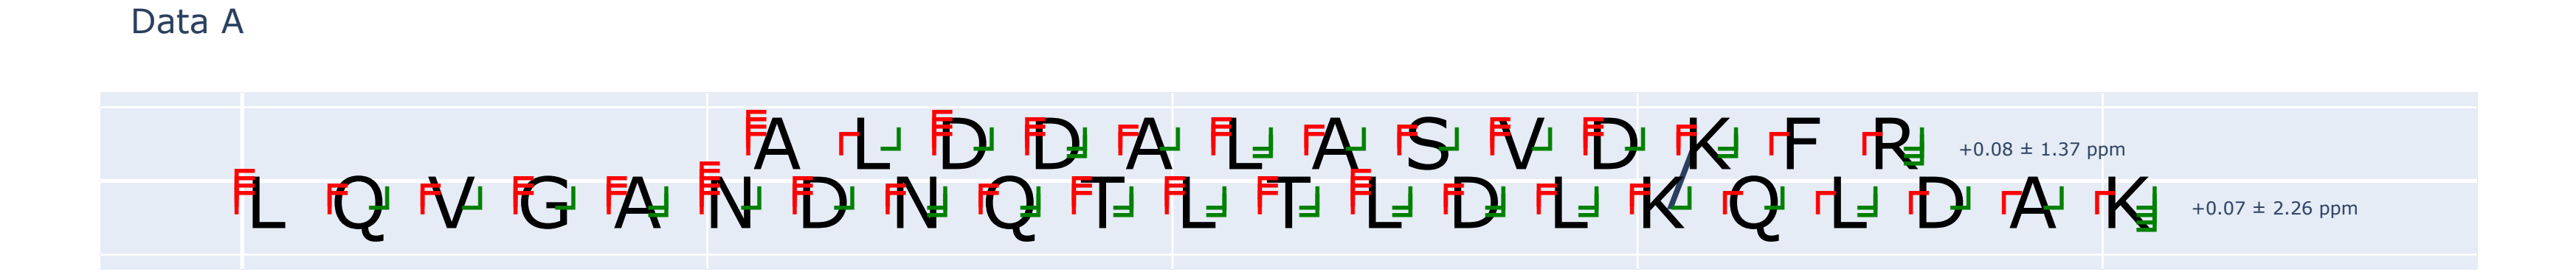 Data A
A L D D A L A S V D K F R +0.08 ± 1.37 ppm
L Q V G A N D N Q T L T L D L K Q L D A K +0.07 ± 2.26 ppm